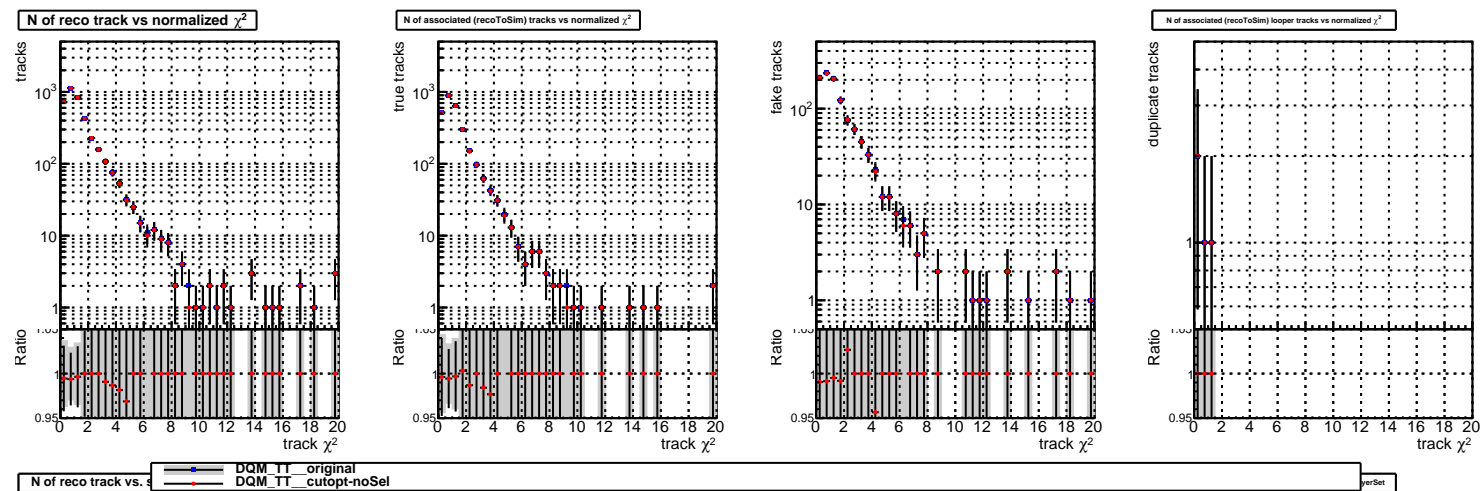 N of reco track vs normalized χ²
N of associated (recoToSim) tracks vs normalized χ²
N of associated (recoToSim) looper tracks vs normalized χ²
tracks
10³
10²
10
1
Ratio
1
0.95
0 2 4 6 8 10 12 14 16 18 20
track χ²
true tracks
10³
10²
10
1
Ratio
1
0.95
0 2 4 6 8 10 12 14 16 18 20
track χ²
fake tracks
10²
10
1
Ratio
1
0.95
0 2 4 6 8 10 12 14 16 18 20
track χ²
duplicate tracks
1
Ratio
1
0.95
0 2 4 6 8 10 12 14 16 18 20
track χ²
N of reco track vs. s
DQM_TT__original
DQM_TT__cutopt-noSel
yerSet